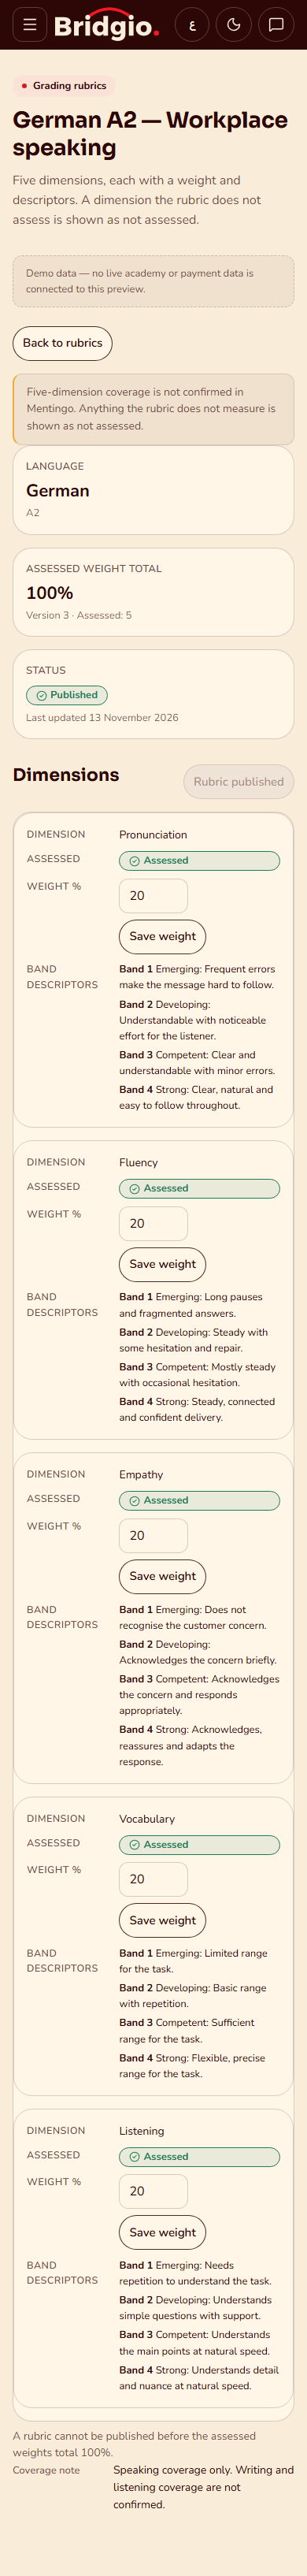 Bridgio.
ع
Grading rubrics
German A2 — Workplace
speaking
Five dimensions, each with a weight and
descriptors. A dimension the rubric does not
assess is shown as not assessed.
Demo data — no live academy or payment data is
connected to this preview.
Back to rubrics
Five-dimension coverage is not confirmed in
Mentingo. Anything the rubric does not measure is
shown as not assessed.
LANGUAGE
German
A2
ASSESSED WEIGHT TOTAL
100%
Version 3 · Assessed: 5
STATUS
Published
Last updated 13 November 2026
Dimensions
Rubric published
DIMENSION Pronunciation
ASSESSED Assessed
WEIGHT % 20
Save weight
BAND DESCRIPTORS
Band 1 Emerging: Frequent errors
make the message hard to follow.
Band 2 Developing:
Understandable with noticeable
effort for the listener.
Band 3 Competent: Clear and
understandable with minor errors.
Band 4 Strong: Clear, natural and
easy to follow throughout.
DIMENSION Fluency
ASSESSED Assessed
WEIGHT % 20
Save weight
BAND DESCRIPTORS
Band 1 Emerging: Long pauses
and fragmented answers.
Band 2 Developing: Steady with
some hesitation and repair.
Band 3 Competent: Mostly steady
with occasional hesitation.
Band 4 Strong: Steady, connected
and confident delivery.
DIMENSION Empathy
ASSESSED Assessed
WEIGHT % 20
Save weight
BAND DESCRIPTORS
Band 1 Emerging: Does not
recognise the customer concern.
Band 2 Developing:
Acknowledges the concern briefly.
Band 3 Competent: Acknowledges
the concern and responds
appropriately.
Band 4 Strong: Acknowledges,
reassures and adapts the
response.
DIMENSION Vocabulary
ASSESSED Assessed
WEIGHT % 20
Save weight
BAND DESCRIPTORS
Band 1 Emerging: Limited range
for the task.
Band 2 Developing: Basic range
with repetition.
Band 3 Competent: Sufficient
range for the task.
Band 4 Strong: Flexible, precise
range for the task.
DIMENSION Listening
ASSESSED Assessed
WEIGHT % 20
Save weight
BAND DESCRIPTORS
Band 1 Emerging: Needs
repetition to understand the task.
Band 2 Developing: Understands
simple questions with support.
Band 3 Competent: Understands
the main points at natural speed.
Band 4 Strong: Understands detail
and nuance at natural speed.
A rubric cannot be published before the assessed
weights total 100%.
Coverage note Speaking coverage only. Writing and
listening coverage are not
confirmed.